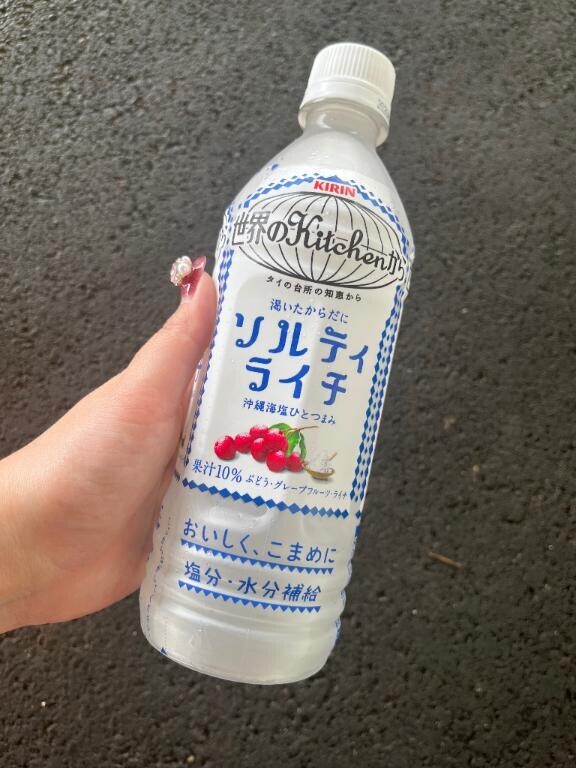 KIRIN
世界のKitchenから
タイの台所の知恵から
渇いたからだに
ソルティ
ライチ
沖縄海塩ひとつまみ
果汁10% ぶどう・グレープフルーツ・ライチ
おいしく、こまめに
塩分・水分補給